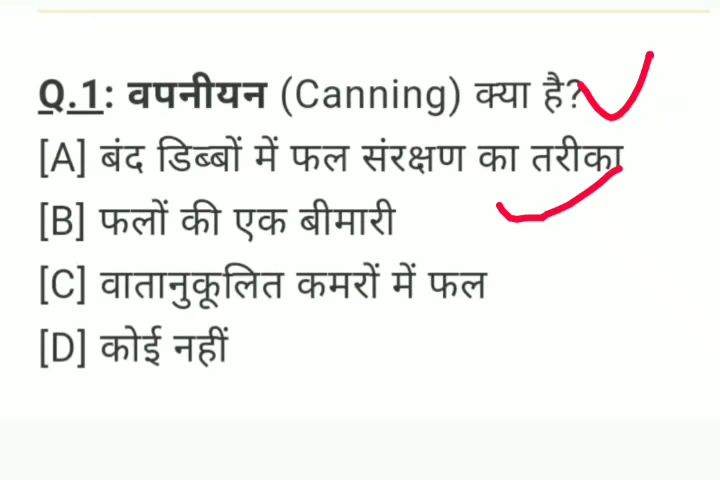 Q.1: वपनीयन (Canning) क्या है?
[A] बंद डिब्बों में फल संरक्षण का तरीका
[B] फलों की एक बीमारी
[C] वातानुकूलित कमरों में फल
[D] कोई नहीं